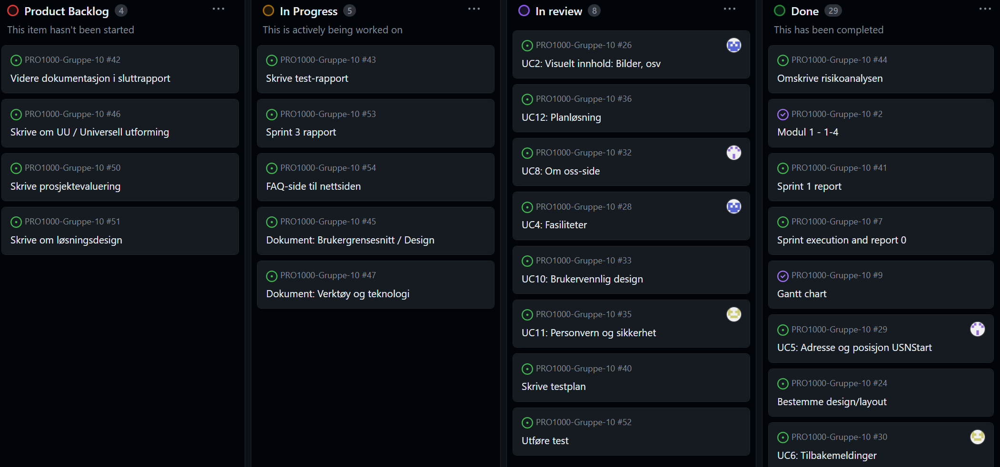 Product Backlog 4
This item hasn't been started
PRO1000-Gruppe-10 #42
Videre dokumentasjon i sluttrapport
PRO1000-Gruppe-10 #46
Skrive om UU / Universell utforming
PRO1000-Gruppe-10 #50
Skrive prosjektevaluering
PRO1000-Gruppe-10 #51
Skrive om løsningsdesign
In Progress 5
This is actively being worked on
PRO1000-Gruppe-10 #43
Skrive test-rapport
PRO1000-Gruppe-10 #53
Sprint 3 rapport
PRO1000-Gruppe-10 #54
FAQ-side til nettsiden
PRO1000-Gruppe-10 #45
Dokument: Brukergrensesnitt / Design
PRO1000-Gruppe-10 #47
Dokument: Verktøy og teknologi
In review 8
PRO1000-Gruppe-10 #26
UC2: Visuelt innhold: Bilder, osv
PRO1000-Gruppe-10 #36
UC12: Planløsning
PRO1000-Gruppe-10 #32
UC8: Om oss-side
PRO1000-Gruppe-10 #28
UC4: Fasiliteter
PRO1000-Gruppe-10 #33
UC10: Brukervennlig design
PRO1000-Gruppe-10 #35
UC11: Personvern og sikkerhet
PRO1000-Gruppe-10 #40
Skrive testplan
PRO1000-Gruppe-10 #52
Utføre test
Done 29
This has been completed
PRO1000-Gruppe-10 #44
Omskrive risikoanalysen
PRO1000-Gruppe-10 #2
Modul 1 - 1-4
PRO1000-Gruppe-10 #41
Sprint 1 report
PRO1000-Gruppe-10 #7
Sprint execution and report 0
PRO1000-Gruppe-10 #9
Gantt chart
PRO1000-Gruppe-10 #29
UC5: Adresse og posisjon USNStart
PRO1000-Gruppe-10 #24
Bestemme design/layout
PRO1000-Gruppe-10 #30
UC6: Tilbakemeldinger